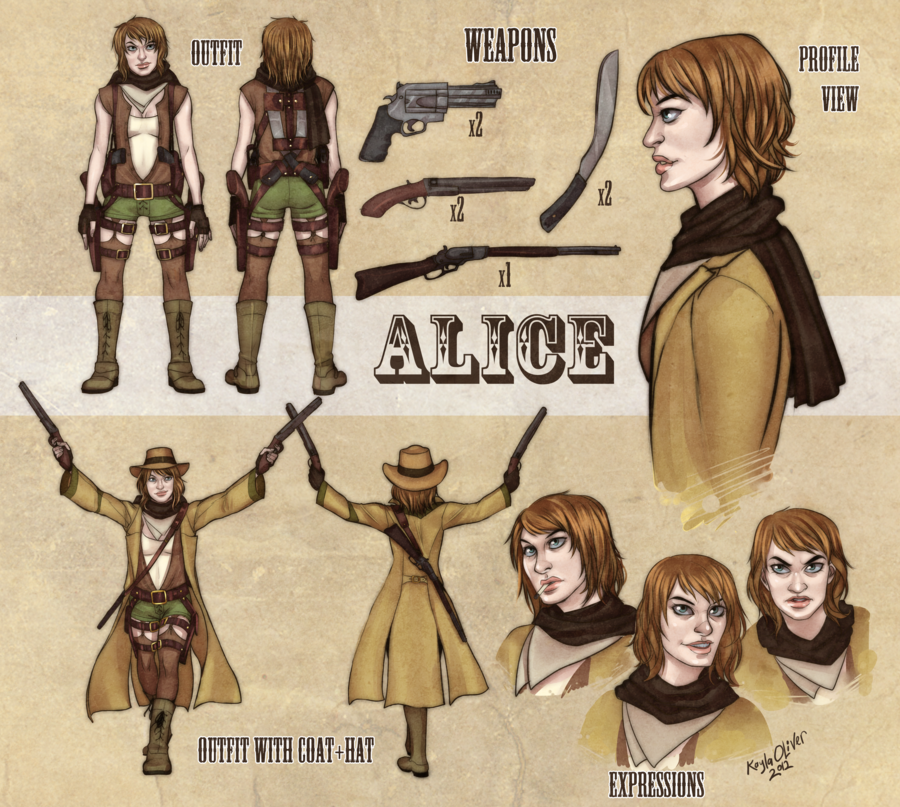 OUTFIT
WEAPONS
PROFILE
VIEW
x2
x2
x2
x1
ALICE
OUTFIT WITH COAT+HAT
EXPRESSIONS
Kayla Oliver
2012